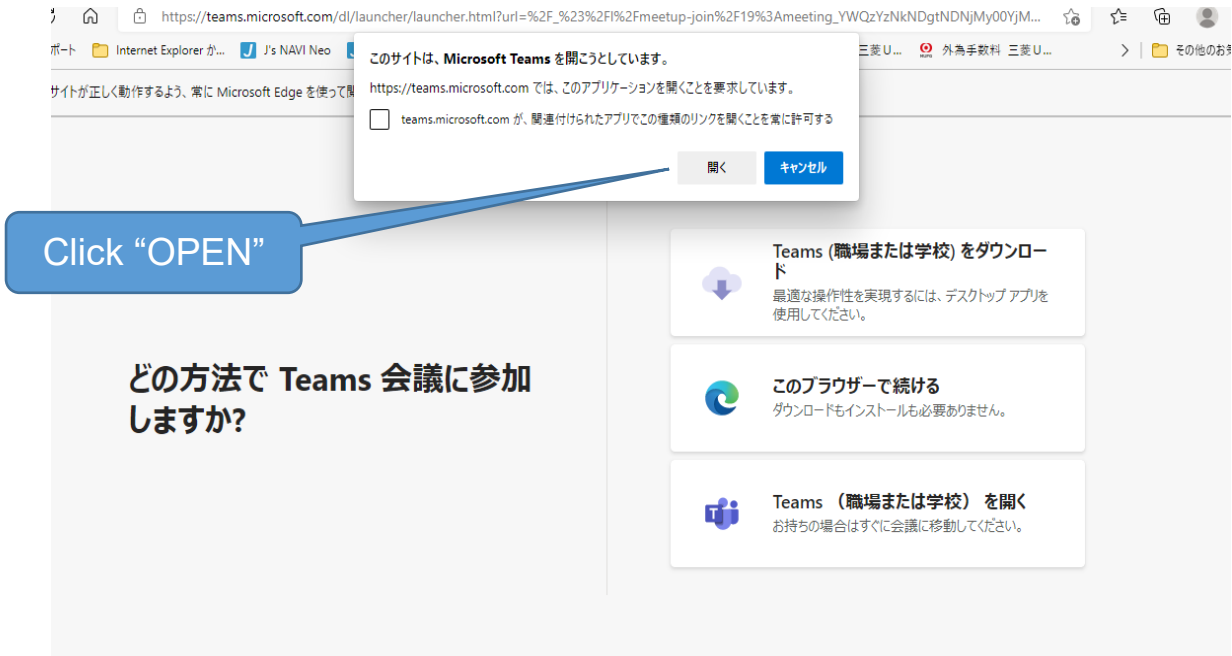 https://teams.microsoft.com/dl/launcher/launcher.html?url=%2F_%23%2Fl%2Fmeetup-join%2F19%3Ameeting_YWQzYzNkNDgtNDNjMy00YjM...
ポート Internet Explorer か... J's NAVI Neo 三菱U... 外為手数料 三菱U... その他のお
サイトが正しく動作するよう、常に Microsoft Edge を使って
このサイトは、Microsoft Teams を開こうとしています。
https://teams.microsoft.com では、このアプリケーションを開くことを要求しています。
teams.microsoft.com が、関連付けられたアプリでこの種類のリンクを開くことを常に許可する
開く キャンセル
Click “OPEN”
どの方法で Teams 会議に参加
しますか?
Teams (職場または学校) をダウンロー
ド
最適な操作性を実現するには、デスクトップ アプリを
使用してください。
このブラウザーで続ける
ダウンロードもインストールも必要ありません。
Teams （職場または学校） を開く
お持ちの場合はすぐに会議に移動してください。